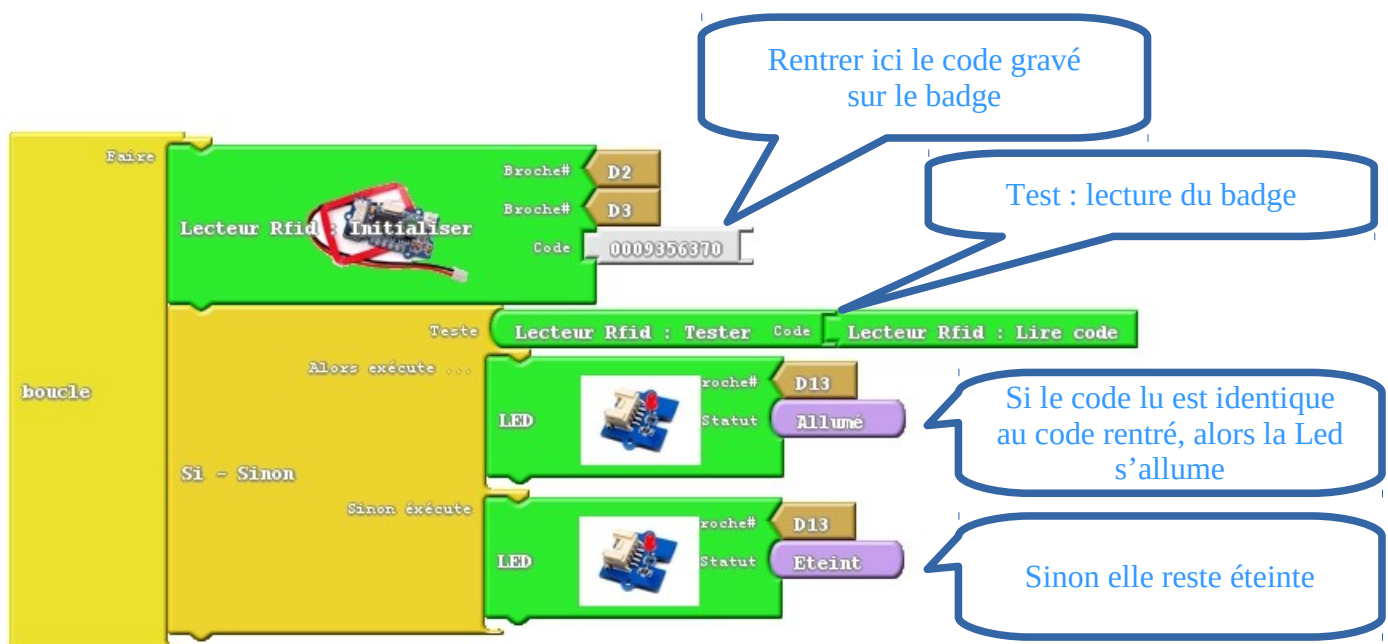 Rentrer ici le code gravé
sur le badge
Faire
Broche# D2
Test : lecture du badge
Broche# D3
Lecteur Rfid : Initialiser
Code 0009356370
Teste Lecteur Rfid : Tester Code Lecteur Rfid : Lire code
Alors exécute ...
roche# D13
boucle
LED Statut Allumé
Si le code lu est identique
au code rentré, alors la Led
s’allume
Si - Sinon
Sinon éxécute
roche# D13
LED Statut Eteint
Sinon elle reste éteinte